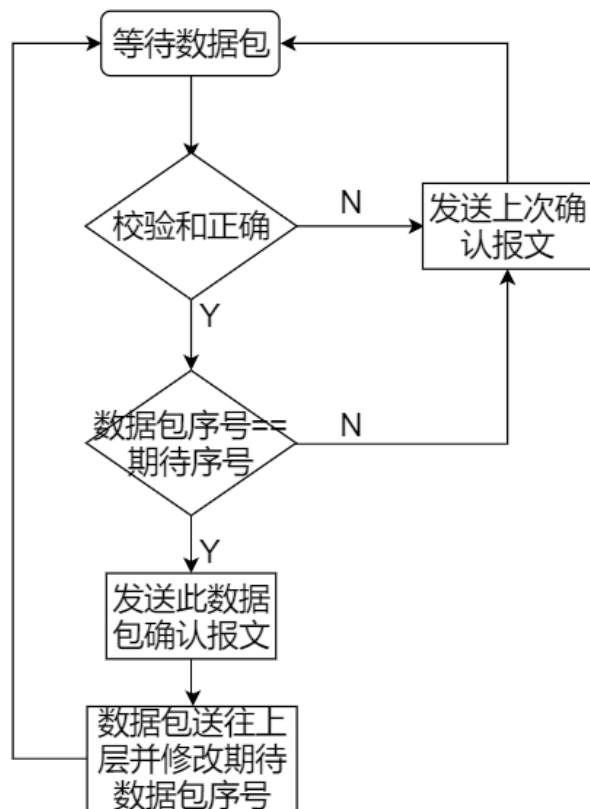 等待数据包
校验和正确
N
发送上次确
认报文
Y
数据包序号==
期待序号
N
Y
发送此数据
包确认报文
数据包送往上
层并修改期待
数据包序号